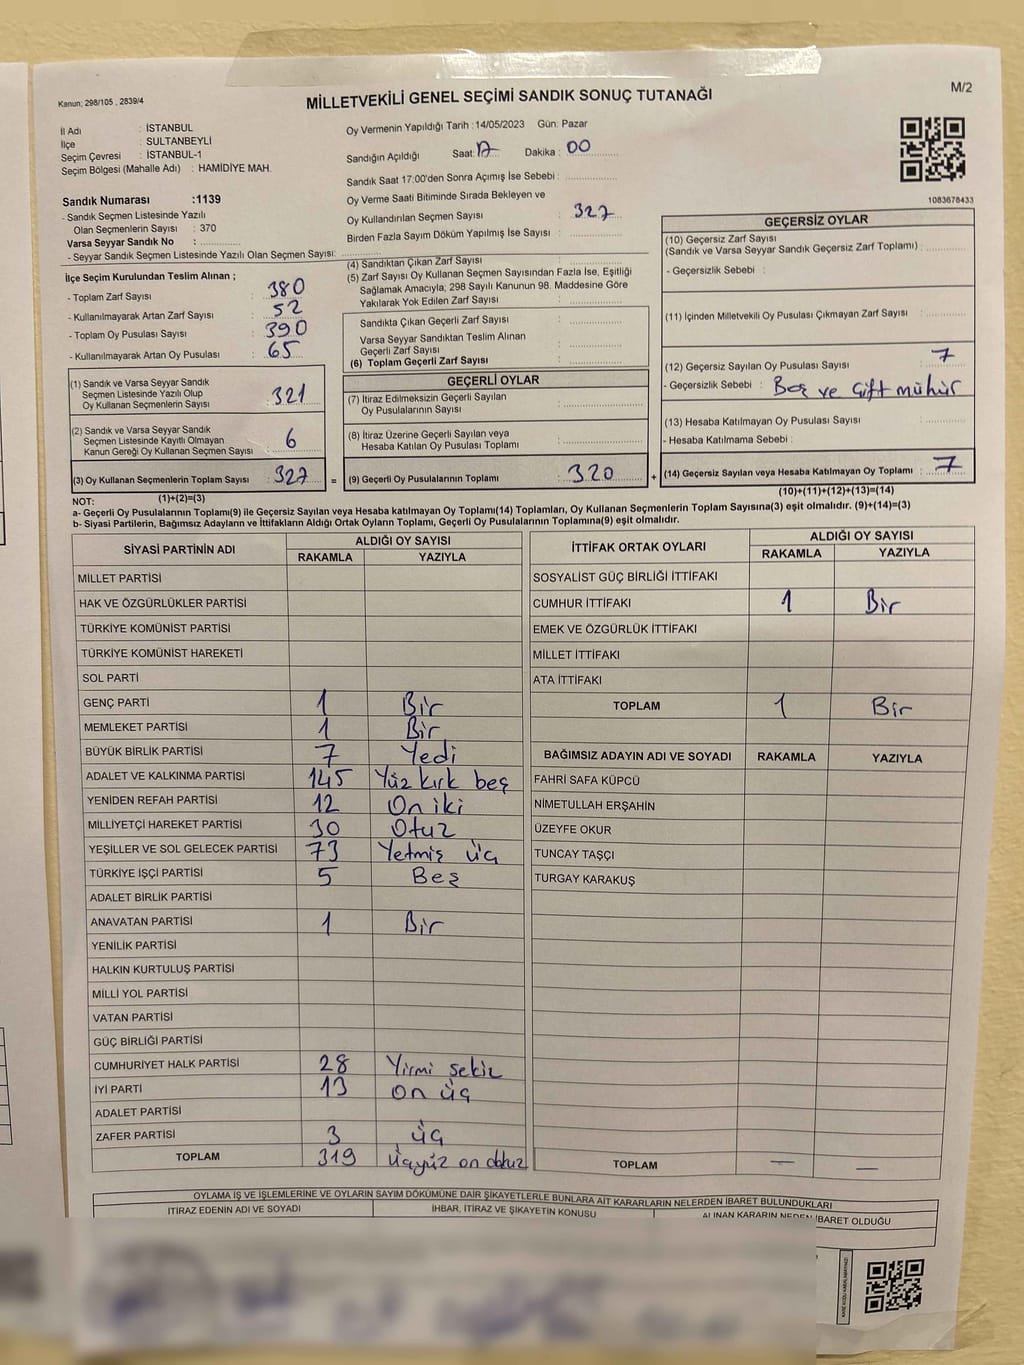 Kanun; 298/105 , 2839/4
MİLLETVEKİLİ GENEL SEÇİMİ SANDIK SONUÇ TUTANAĞI
M/2
İl Adı : İSTANBUL
İlçe : SULTANBEYLİ
Seçim Çevresi : İSTANBUL-1
Seçim Bölgesi (Mahalle Adı) : HAMİDİYE MAH.
Sandık Numarası :1139
- Sandık Seçmen Listesinde Yazılı
Olan Seçmenlerin Sayısı : 370
Varsa Seyyar Sandık No :
- Seyyar Sandık Seçmen Listesinde Yazılı Olan Seçmen Sayısı:
Oy Vermenin Yapıldığı Tarih :14/05/2023 Gün: Pazar
Sandığın Açıldığı Saat: 17 Dakika : 00
Sandık Saat 17:00'den Sonra Açımış İse Sebebi :
Oy Verme Saati Bitiminde Sırada Bekleyen ve
Oy Kullandırılan Seçmen Sayısı : 327
Birden Fazla Sayım Döküm Yapılmış İse Sayısı :
1083678433
İlçe Seçim Kurulundan Teslim Alınan ;
- Toplam Zarf Sayısı : 380
- Kullanılmayarak Artan Zarf Sayısı : 52
- Toplam Oy Pusulası Sayısı : 390
- Kullanılmayarak Artan Oy Pusulası : 65
(1) Sandık ve Varsa Seyyar Sandık
Seçmen Listesinde Yazılı Olup
Oy Kullanan Seçmenlerin Sayısı : 321
(2) Sandık ve Varsa Seyyar Sandık
Seçmen Listesinde Kayıtlı Olmayan
Kanun Gereği Oy Kullanan Seçmen Sayısı : 6
(3) Oy Kullanan Seçmenlerin Toplam Sayısı : 327 =
(4) Sandıktan Çıkan Zarf Sayısı :
(5) Zarf Sayısı Oy Kullanan Seçmen Sayısından Fazla İse, Eşitliği
Sağlamak Amacıyla; 298 Sayılı Kanunun 98. Maddesine Göre
Yakılarak Yok Edilen Zarf Sayısı :
Sandıkta Çıkan Geçerli Zarf Sayısı :
Varsa Seyyar Sandıktan Teslim Alınan
Geçerli Zarf Sayısı :
(6) Toplam Geçerli Zarf Sayısı :
GEÇERLİ OYLAR
(7) İtiraz Edilmeksizin Geçerli Sayılan
Oy Pusulalarının Sayısı :
(8) İtiraz Üzerine Geçerli Sayılan veya
Hesaba Katılan Oy Pusulası Toplamı :
(9) Geçerli Oy Pusulalarının Toplamı : 320 +
GEÇERSİZ OYLAR
(10) Geçersiz Zarf Sayısı
(Sandık ve Varsa Seyyar Sandık Geçersiz Zarf Toplamı) :
- Geçersizlik Sebebi :
(11) İçinden Milletvekili Oy Pusulası Çıkmayan Zarf Sayısı :
(12) Geçersiz Sayılan Oy Pusulası Sayısı : 7
- Geçersizlik Sebebi : Boş ve çift mühür
(13) Hesaba Katılmayan Oy Pusulası Sayısı :
- Hesaba Katılmama Sebebi :
(14) Geçersiz Sayılan veya Hesaba Katılmayan Oy Toplamı : 7
NOT: (1)+(2)=(3)
(10)+(11)+(12)+(13)=(14)
a- Geçerli Oy Pusulalarının Toplamı(9) ile Geçersiz Sayılan veya Hesaba katılmayan Oy Toplamı(14) Toplamları, Oy Kullanan Seçmenlerin Toplam Sayısına(3) eşit olmalıdır. (9)+(14)=(3)
b- Siyasi Partilerin, Bağımsız Adayların ve İttifakların Aldığı Ortak Oyların Toplamı, Geçerli Oy Pusulalarının Toplamına(9) eşit olmalıdır.
SİYASİ PARTİNİN ADI
ALDIĞI OY SAYISI
RAKAMLA YAZIYLA
MİLLET PARTİSİ
HAK VE ÖZGÜRLÜKLER PARTİSİ
TÜRKİYE KOMÜNİST PARTİSİ
TÜRKİYE KOMÜNİST HAREKETİ
SOL PARTİ
GENÇ PARTİ 1 Bir
MEMLEKET PARTİSİ 1 Bir
BÜYÜK BİRLİK PARTİSİ 7 Yedi
ADALET VE KALKINMA PARTİSİ 145 Yüz kırk beş
YENİDEN REFAH PARTİSİ 12 On iki
MİLLİYETÇİ HAREKET PARTİSİ 30 Otuz
YEŞİLLER VE SOL GELECEK PARTİSİ 73 Yetmiş üç
TÜRKİYE İŞÇİ PARTİSİ 5 Beş
ADALET BİRLİK PARTİSİ
ANAVATAN PARTİSİ 1 Bir
YENİLİK PARTİSİ
HALKIN KURTULUŞ PARTİSİ
MİLLİ YOL PARTİSİ
VATAN PARTİSİ
GÜÇ BİRLİĞİ PARTİSİ
CUMHURİYET HALK PARTİSİ 28 Yirmi sekiz
İYİ PARTİ 13 on üç
ADALET PARTİSİ
ZAFER PARTİSİ 3 üç
TOPLAM 319 üçyüz on dokuz
İTTİFAK ORTAK OYLARI
ALDIĞI OY SAYISI
RAKAMLA YAZIYLA
SOSYALİST GÜÇ BİRLİĞİ İTTİFAKI
CUMHUR İTTİFAKI 1 Bir
EMEK VE ÖZGÜRLÜK İTTİFAKI
MİLLET İTTİFAKI
ATA İTTİFAKI
TOPLAM 1 Bir
BAĞIMSIZ ADAYIN ADI VE SOYADI RAKAMLA YAZIYLA
FAHRİ SAFA KÜPCÜ
NİMETULLAH ERŞAHİN
ÜZEYFE OKUR
TUNCAY TAŞÇI
TURGAY KARAKUŞ
TOPLAM — —
OYLAMA İŞ VE İŞLEMLERİNE VE OYLARIN SAYIM DÖKÜMÜNE DAİR ŞİKAYETLERLE BUNLARA AİT KARARLARIN NELERDEN İBARET BULUNDUKLARI
İTİRAZ EDENİN ADI VE SOYADI
İHBAR, İTİRAZ VE ŞİKAYETİN KONUSU
ALINAN KARARIN NEDEN İBARET OLDUĞU